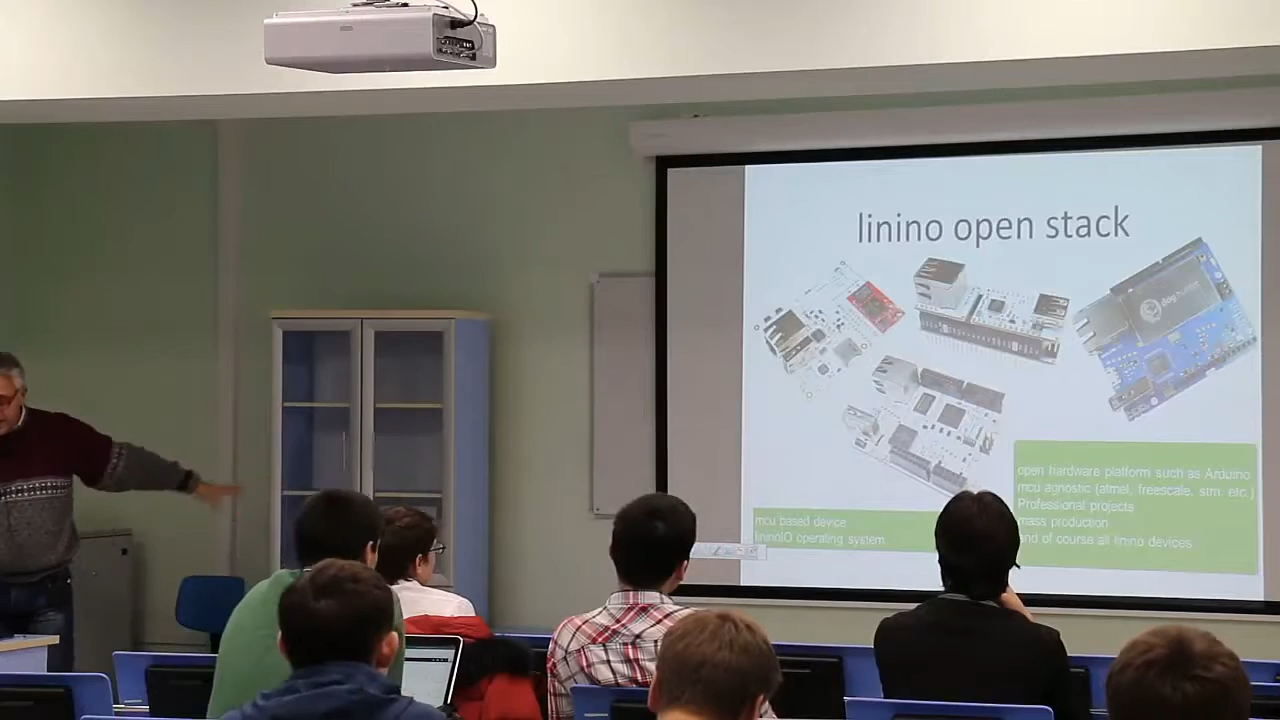 linino open stack
open hardware platform such as Arduino
mcu agnostic (atmel, freescale, stm, etc.)
Professional projects
mass production
and of course all linino devices
mcu based device
lininoIO operating system